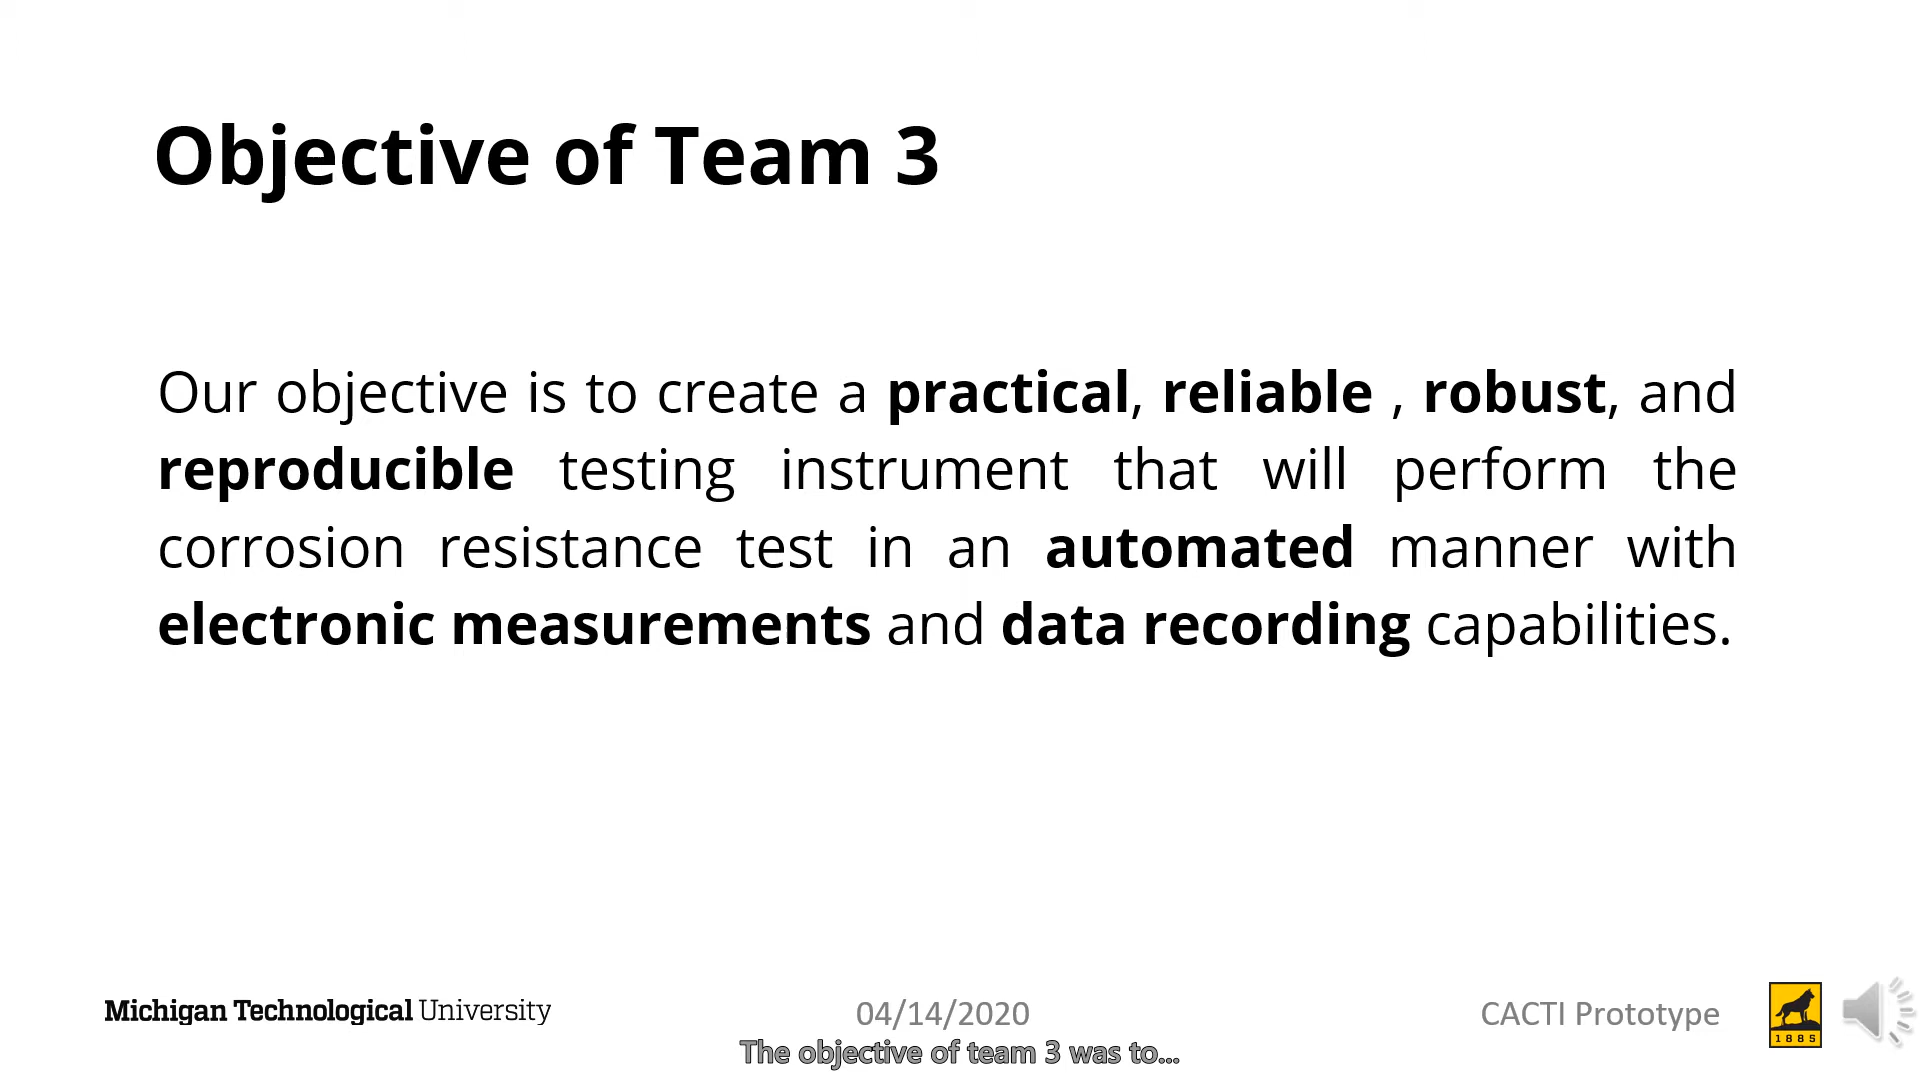 Objective of Team 3
Our objective is to create a practical, reliable , robust, and
reproducible testing instrument that will perform the
corrosion resistance test in an automated manner with
electronic measurements and data recording capabilities.
Michigan Technological University
04/14/2020
CACTI Prototype
1885
The objective of team 3 was to...